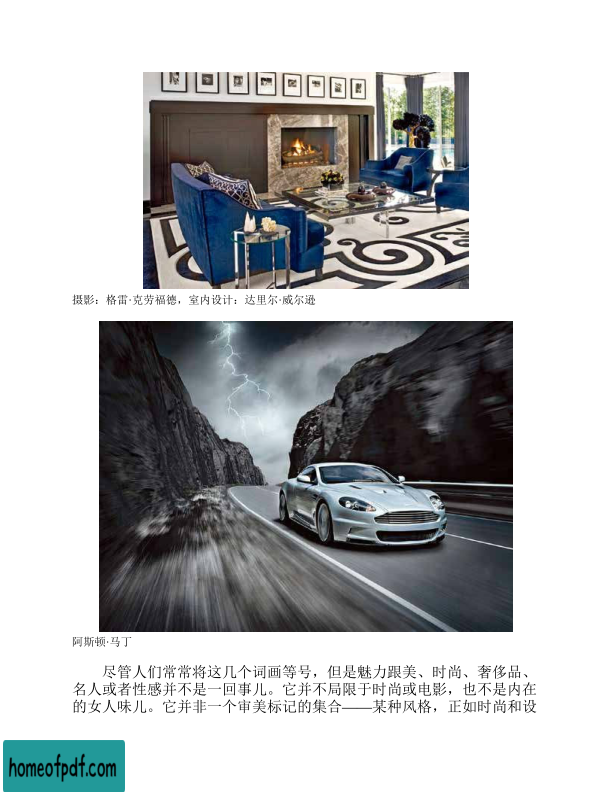 摄影：格雷·克劳福德，室内设计：达里尔·威尔逊
阿斯顿·马丁
尽管人们常常将这几个词画等号，但是魅力跟美、时尚、奢侈品、
名人或者性感并不是一回事儿。它并不局限于时尚或电影，也不是内在
的女人味儿。它并非一个审美标记的集合——某种风格，正如时尚和设
homeofpdf.com